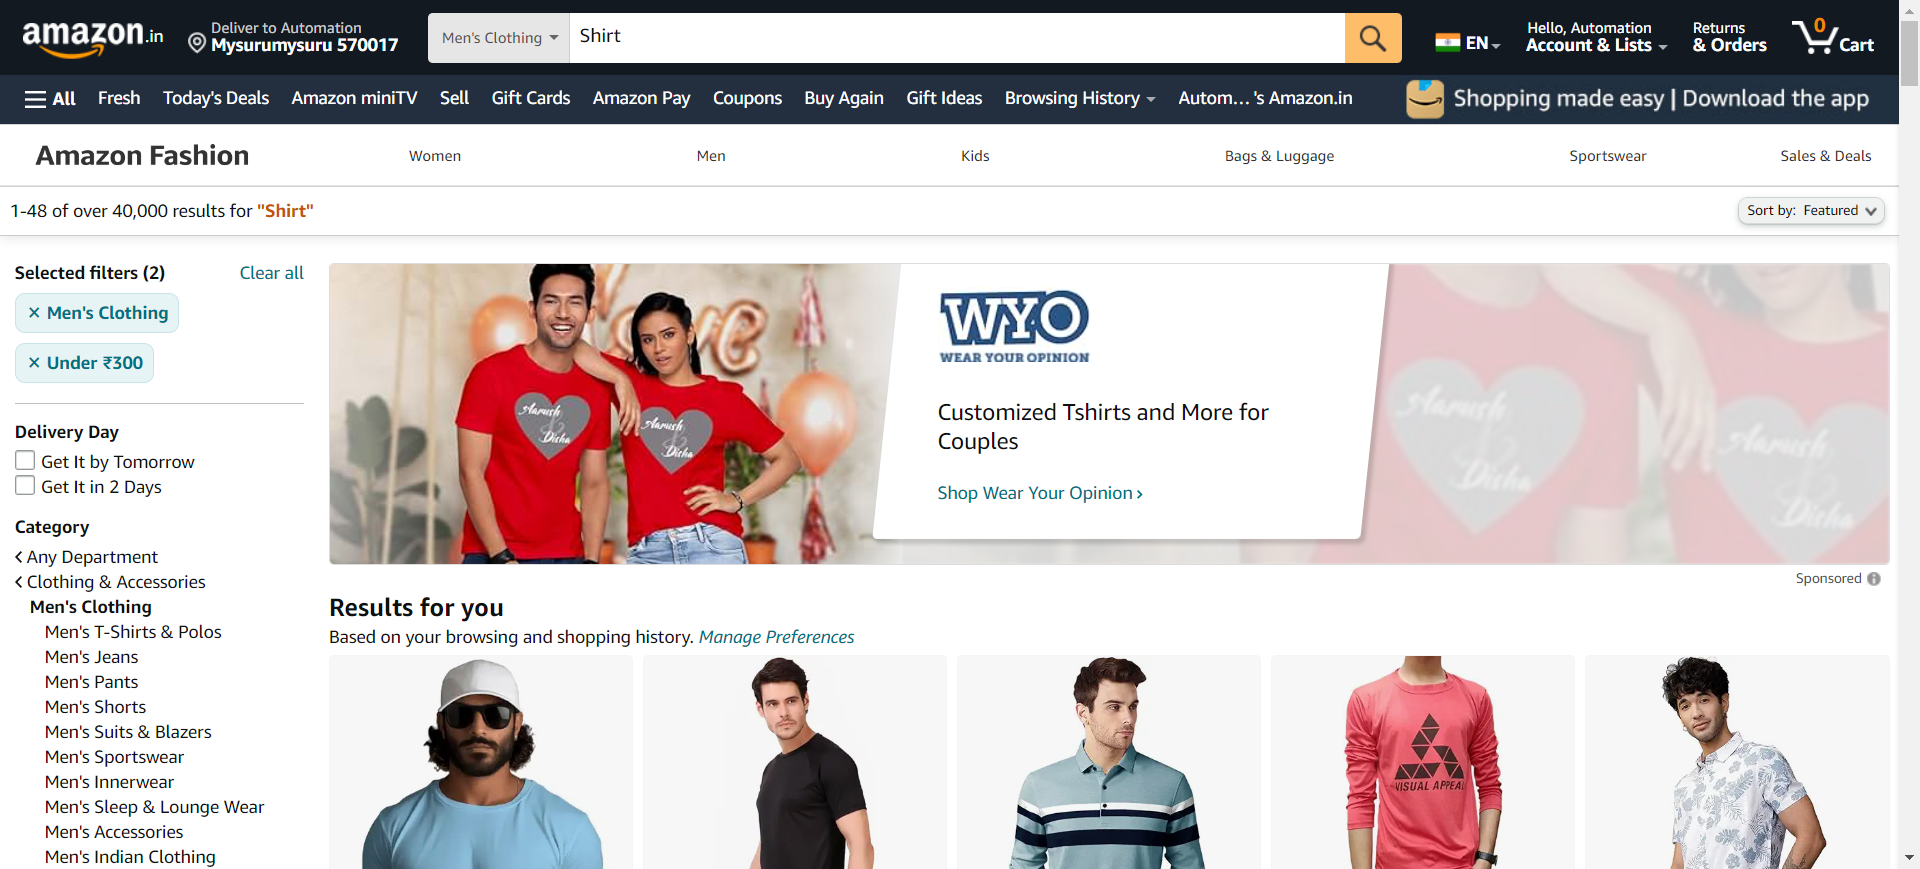 amazon.in
Deliver to Automation
Mysurumysuru 570017
Men's Clothing
Shirt
EN
Hello, Automation
Account & Lists
Returns
& Orders
0
Cart
All
Fresh
Today's Deals
Amazon miniTV
Sell
Gift Cards
Amazon Pay
Coupons
Buy Again
Gift Ideas
Browsing History
Autom... 's Amazon.in
Shopping made easy | Download the app
Amazon Fashion
Women
Men
Kids
Bags & Luggage
Sportswear
Sales & Deals
1-48 of over 40,000 results for "Shirt"
Sort by: Featured
Selected filters (2)
Clear all
✕ Men's Clothing
✕ Under ₹300
Delivery Day
Get It by Tomorrow
Get It in 2 Days
Category
‹ Any Department
‹ Clothing & Accessories
Men's Clothing
Men's T-Shirts & Polos
Men's Jeans
Men's Pants
Men's Shorts
Men's Suits & Blazers
Men's Sportswear
Men's Innerwear
Men's Sleep & Lounge Wear
Men's Accessories
Men's Indian Clothing
Love
Aarush
&
Disha
Aarush
&
Disha
WYO
WEAR YOUR OPINION
Customized Tshirts and More for
Couples
Shop Wear Your Opinion ›
Aarush
Disha
Aarush
Disha
Sponsored
Results for you
Based on your browsing and shopping history. Manage Preferences
VISUAL APPEAL